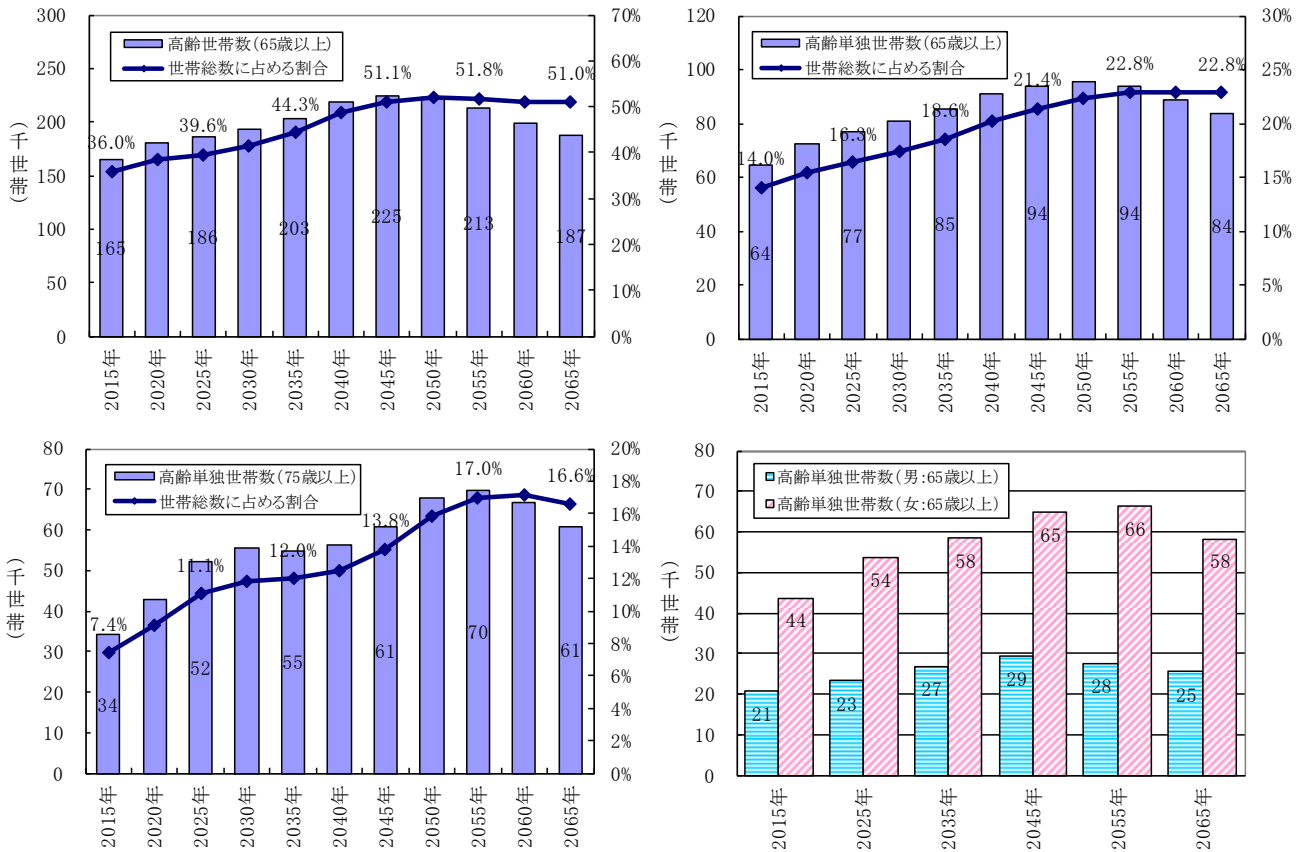 300
250
200
150
100
50
0
(千世帯)
70%
60%
50%
40%
30%
20%
10%
0%
高齢世帯数(65歳以上)
世帯総数に占める割合
36.0%
39.6%
44.3%
51.1%
51.8%
51.0%
165
186
203
225
213
187
2015年
2020年
2025年
2030年
2035年
2040年
2045年
2050年
2055年
2060年
2065年
120
100
80
60
40
20
0
(千世帯)
30%
25%
20%
15%
10%
5%
0%
高齢単独世帯数(65歳以上)
世帯総数に占める割合
14.0%
16.3%
18.6%
21.4%
22.8%
22.8%
64
77
85
94
94
84
2015年
2020年
2025年
2030年
2035年
2040年
2045年
2050年
2055年
2060年
2065年
80
70
60
50
40
30
20
10
0
(千世帯)
20%
18%
16%
14%
12%
10%
8%
6%
4%
2%
0%
高齢単独世帯数(75歳以上)
世帯総数に占める割合
7.4%
11.1%
12.0%
13.8%
17.0%
16.6%
34
52
55
61
70
61
2015年
2020年
2025年
2030年
2035年
2040年
2045年
2050年
2055年
2060年
2065年
80
70
60
50
40
30
20
10
0
(千世帯)
高齢単独世帯数(男:65歳以上)
高齢単独世帯数(女:65歳以上)
21
44
23
54
27
58
29
65
28
66
25
58
2015年
2025年
2035年
2045年
2055年
2065年